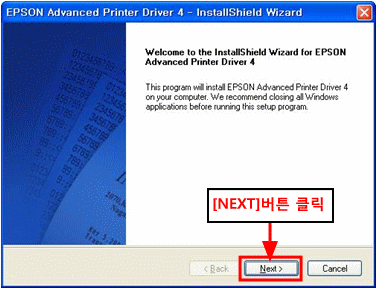 EPSON Advanced Printer Driver 4 - InstallShield Wizard
Welcome to the InstallShield Wizard for EPSON
Advanced Printer Driver 4
This program will install EPSON Advanced Printer Driver 4
on your computer. We recommend closing all Windows
applications before running this setup program.
[NEXT]버튼 클릭
< Back
Next >
Cancel